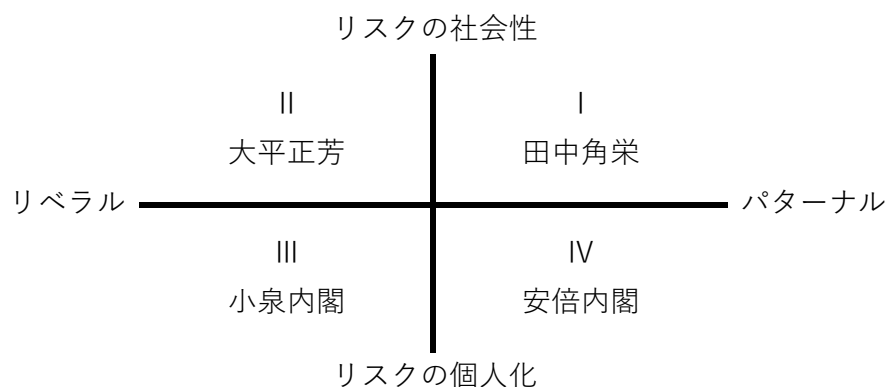 リスクの社会性
II
I
大平正芳
田中角栄
リベラル
パターナル
III
IV
小泉内閣
安倍内閣
リスクの個人化